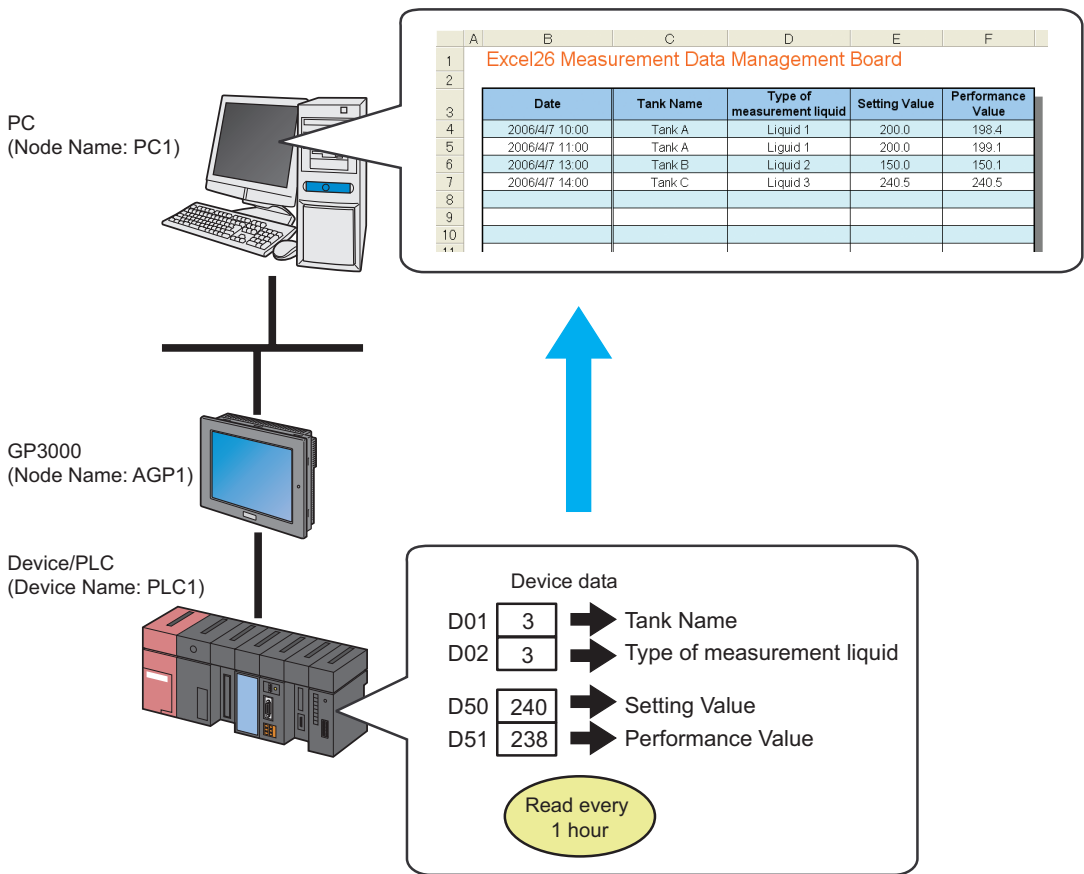 A B C D E F
1 Excel26 Measurement Data Management Board
2
3 Date Tank Name Type of measurement liquid Setting Value Performance Value
4 2006/4/7 10:00 Tank A Liquid 1 200.0 198.4
5 2006/4/7 11:00 Tank A Liquid 1 200.0 199.1
6 2006/4/7 13:00 Tank B Liquid 2 150.0 150.1
7 2006/4/7 14:00 Tank C Liquid 3 240.5 240.5
8
9
10
11
PC
(Node Name: PC1)
GP3000
(Node Name: AGP1)
Device/PLC
(Device Name: PLC1)
Device data
D01 3 Tank Name
D02 3 Type of measurement liquid
D50 240 Setting Value
D51 238 Performance Value
Read every
1 hour